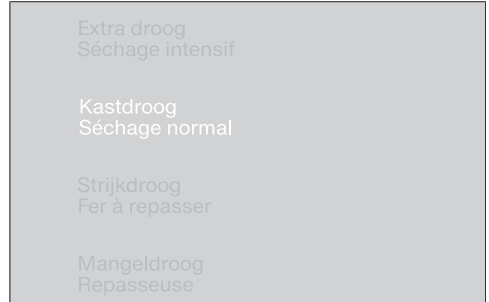 Extra droog
Séchage intensif
Kastdroog
Séchage normal
Strijkdroog
Fer à repasser
Mangeldroog
Repasseuse